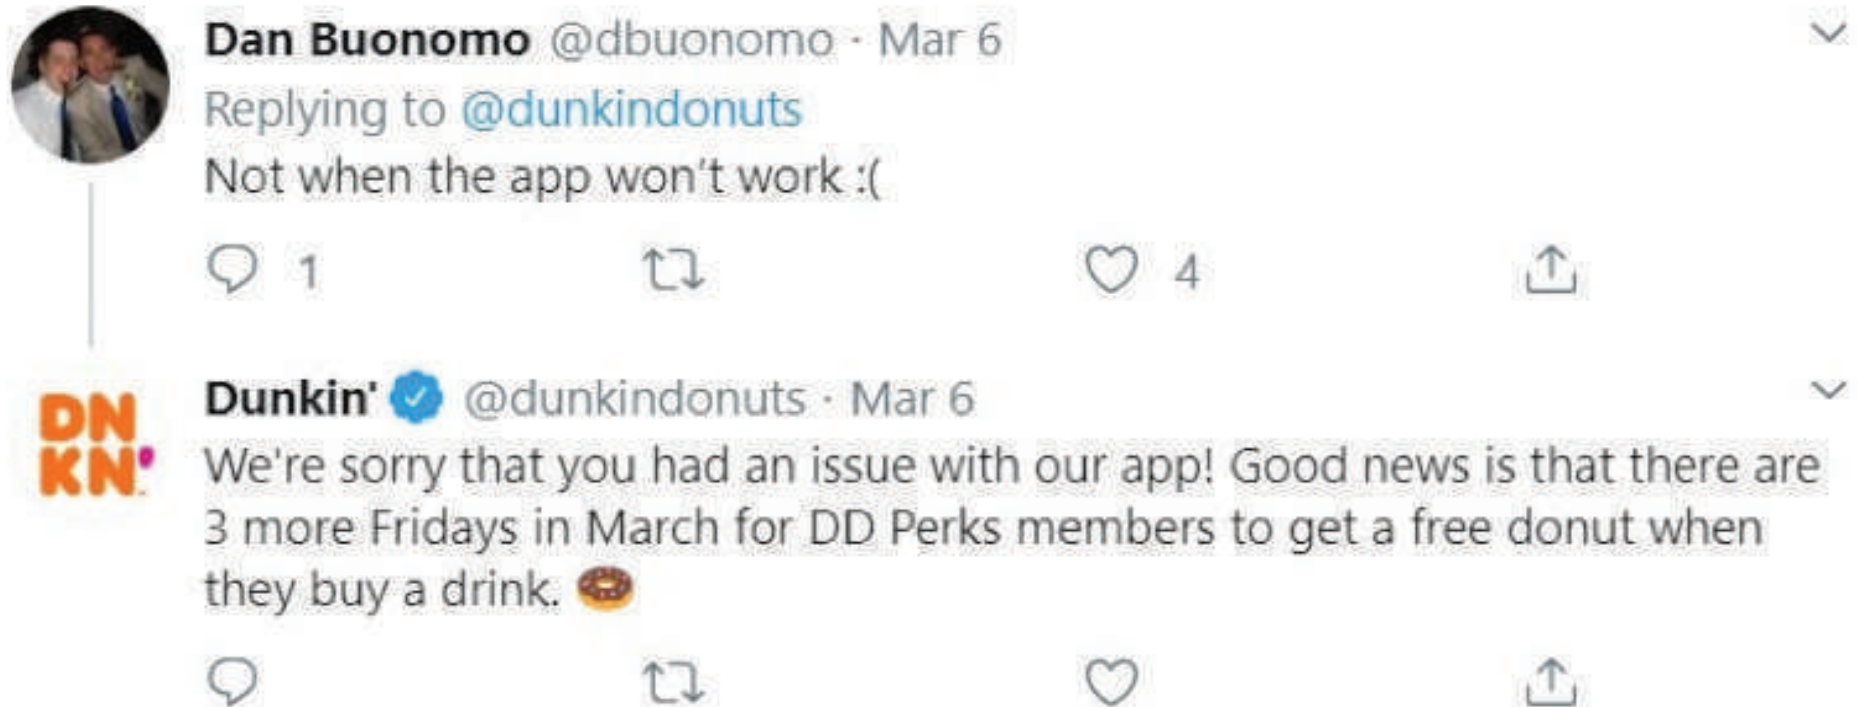 Dan Buonomo @dbuonomo · Mar 6
Replying to @dunkindonuts
Not when the app won't work :(
1 4
DN
KN'
Dunkin' @dunkindonuts · Mar 6
We're sorry that you had an issue with our app! Good news is that there are
3 more Fridays in March for DD Perks members to get a free donut when
they buy a drink. 🍩